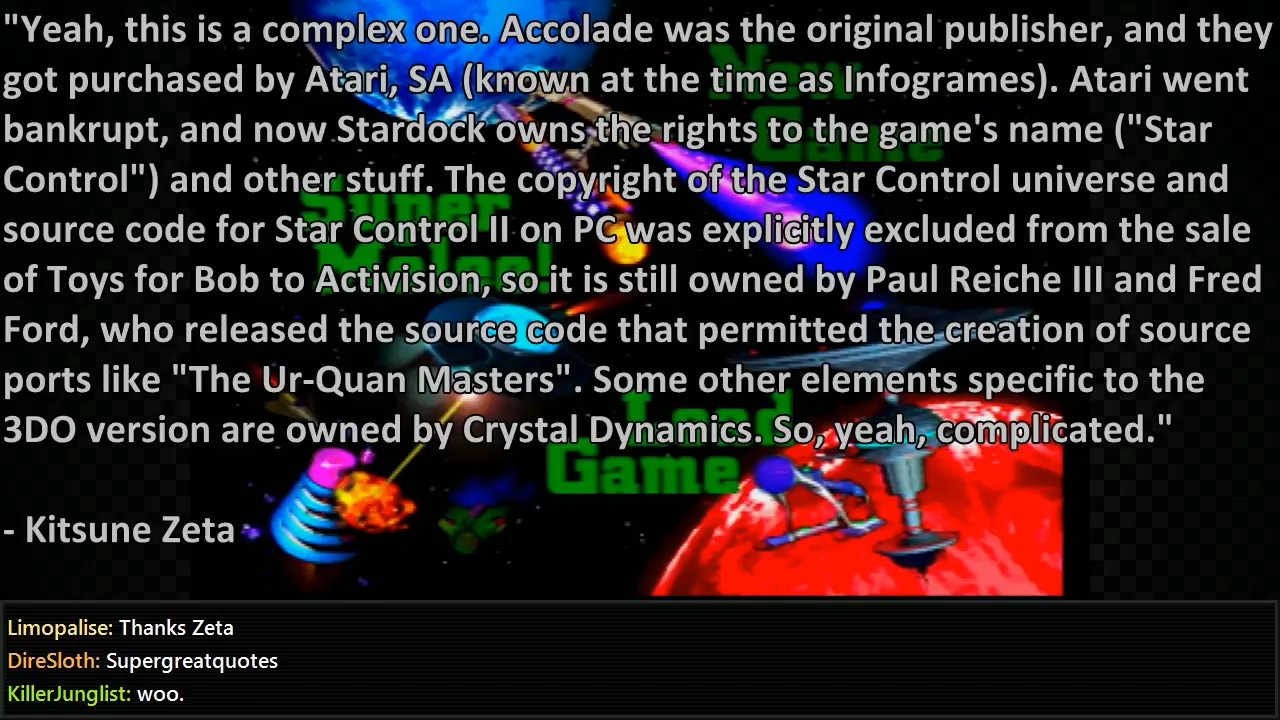 "Yeah, this is a complex one. Accolade was the original publisher, and they
got purchased by Atari, SA (known at the time as Infogrames). Atari went
bankrupt, and now Stardock owns the rights to the game's name ("Star
Control") and other stuff. The copyright of the Star Control universe and
source code for Star Control II on PC was explicitly excluded from the sale
of Toys for Bob to Activision, so it is still owned by Paul Reiche III and Fred
Ford, who released the source code that permitted the creation of source
ports like "The Ur-Quan Masters". Some other elements specific to the
3DO version are owned by Crystal Dynamics. So, yeah, complicated."
- Kitsune Zeta
New
Game
Super
Melee!
Load
Game
Limopalise: Thanks Zeta
DireSloth: Supergreatquotes
KillerJunglist: woo.